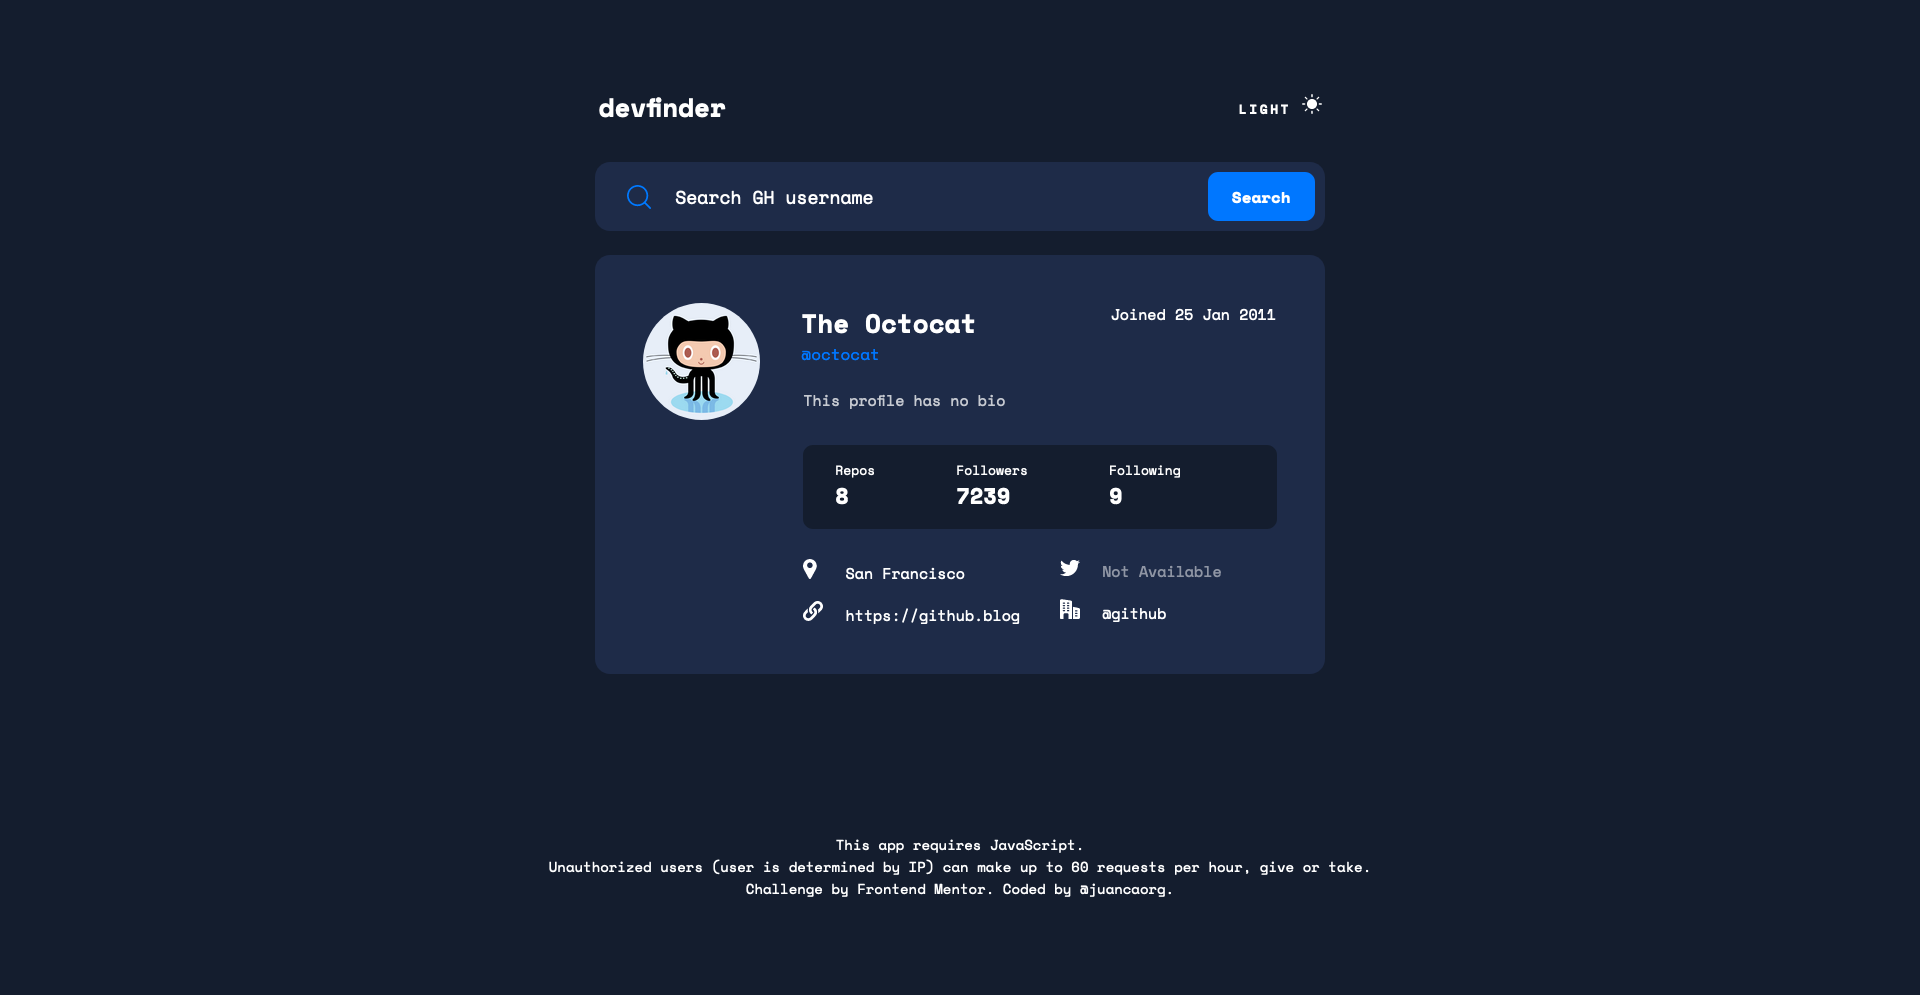 devfinder
LIGHT
Search GH username
Search
The Octocat
Joined 25 Jan 2011
@octocat
This profile has no bio
Repos
Followers
Following
8
7239
9
San Francisco
Not Available
https://github.blog
@github
This app requires JavaScript.
Unauthorized users (user is determined by IP) can make up to 60 requests per hour, give or take.
Challenge by Frontend Mentor. Coded by @juancaorg.